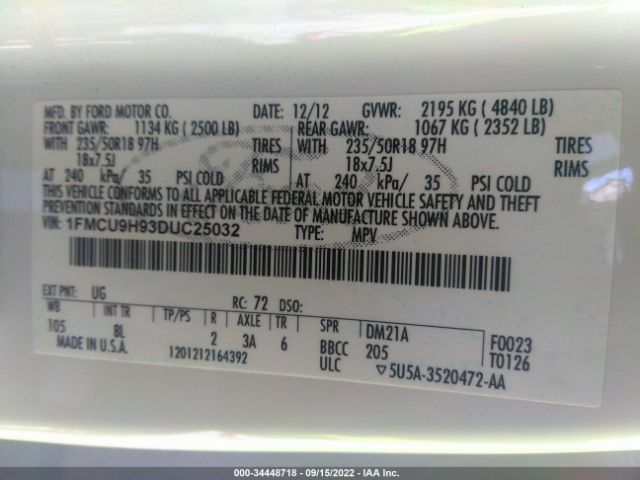 MFD. BY FORD MOTOR CO. DATE: 12/12 GVWR: 2195 KG ( 4840 LB)
FRONT GAWR: 1134 KG ( 2500 LB) REAR GAWR: 1067 KG ( 2352 LB)
WITH 235/50R18 97H TIRES WITH 235/50R18 97H TIRES
18x7.5J RIMS 18x7.5J RIMS
AT 240 kPa/ 35 PSI COLD AT 240 kPa/ 35 PSI COLD
THIS VEHICLE CONFORMS TO ALL APPLICABLE FEDERAL MOTOR VEHICLE SAFETY AND THEFT
PREVENTION STANDARDS IN EFFECT ON THE DATE OF MANUFACTURE SHOWN ABOVE.
VIN: 1FMCU9H93DUC25032 TYPE: MPV
EXT PNT: UG RC: 72 DSO:
WB INT TR TP/PS R AXLE TR SPR DM21A F0023
105 8L 2 3A 6 BBCC 205 T0126
MADE IN U.S.A. 1201212164392 ULC ▽5U5A-3520472-AA
000-34448718 - 09/15/2022 - IAA Inc.